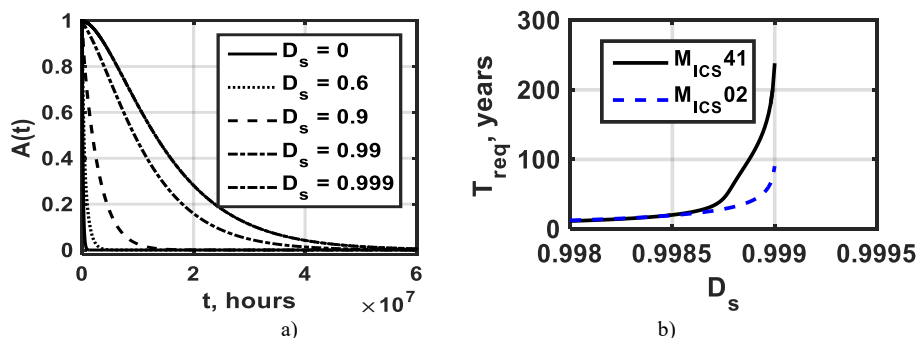 1
0.8
0.6
0.4
0.2
0
A(t)
D_s = 0
D_s = 0.6
D_s = 0.9
D_s = 0.99
D_s = 0.999
0 2 4 6
t, hours ×10^7
a)
300
200
100
0
T_req, years
M_ICS41
M_ICS02
0.998 0.9985 0.999 0.9995
D_s
b)